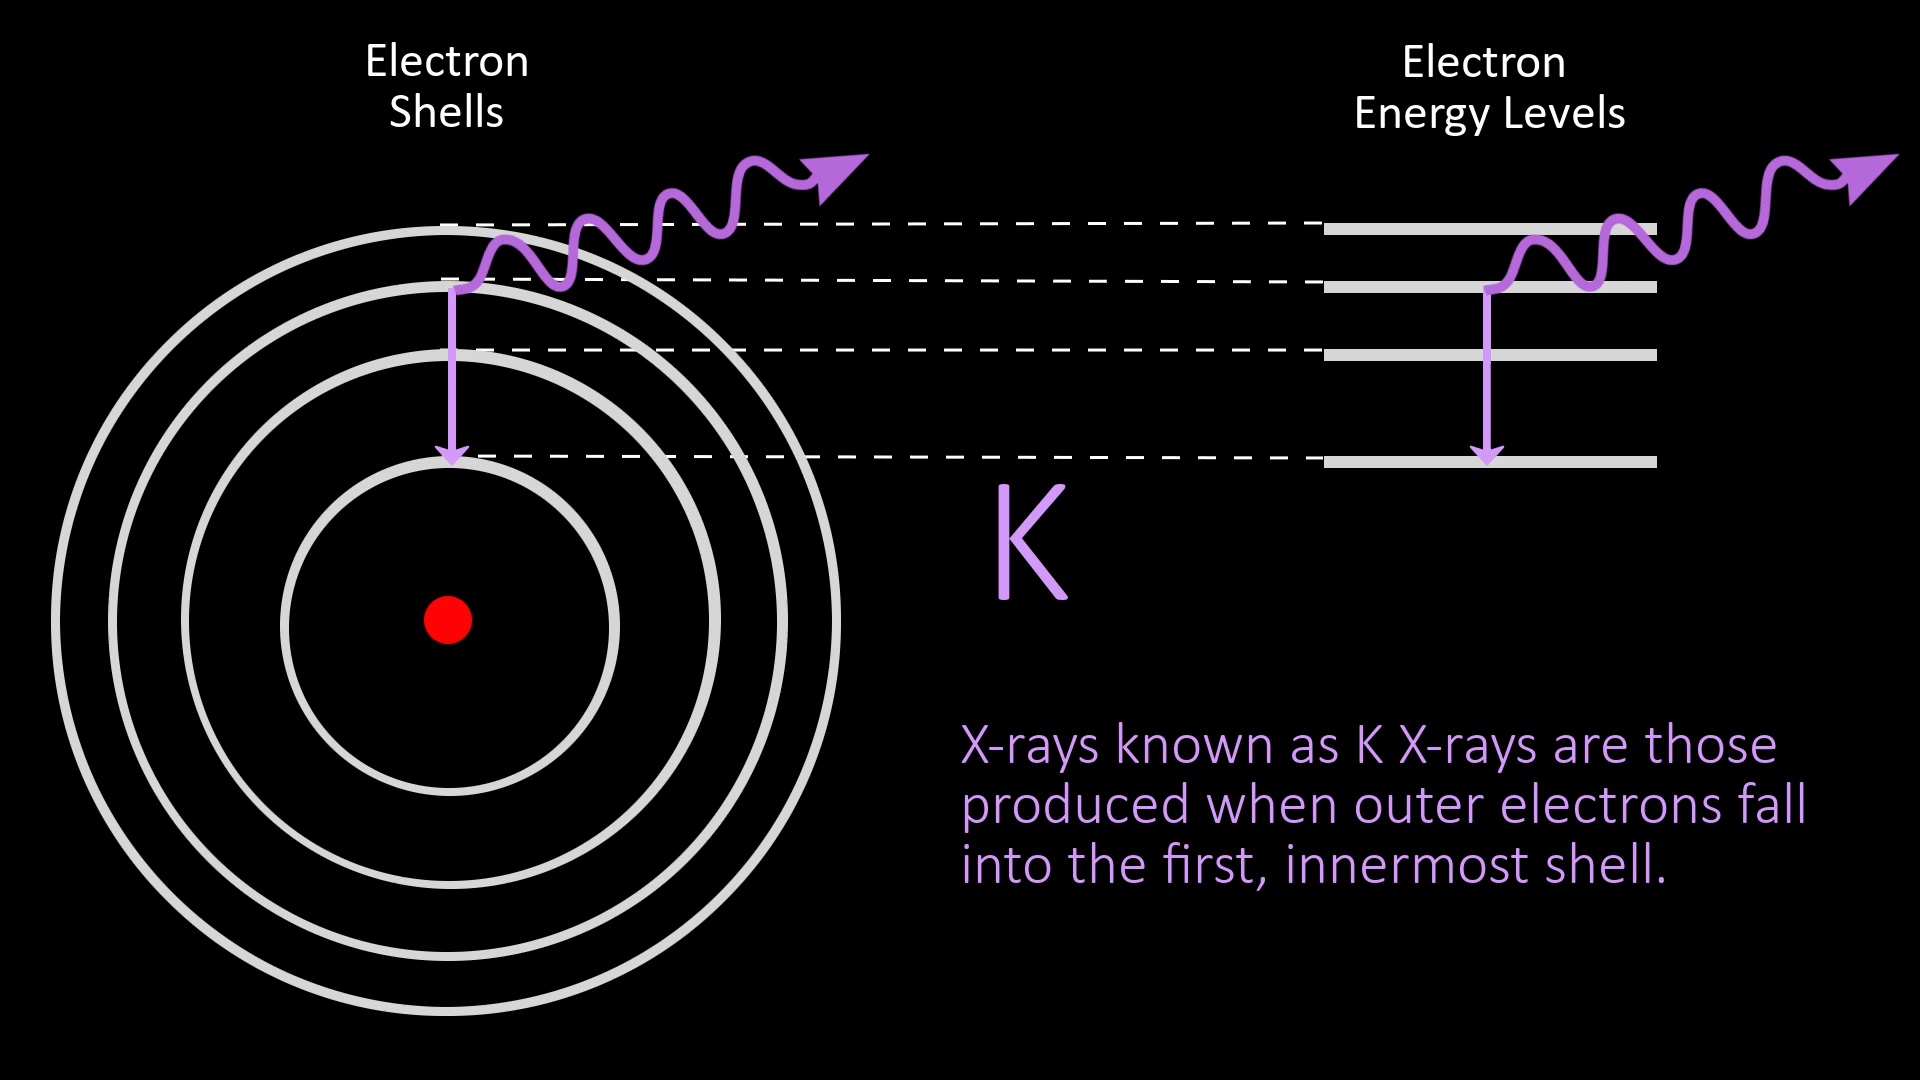 Electron
Shells
Electron
Energy Levels
K
X-rays known as K X-rays are those
produced when outer electrons fall
into the first, innermost shell.